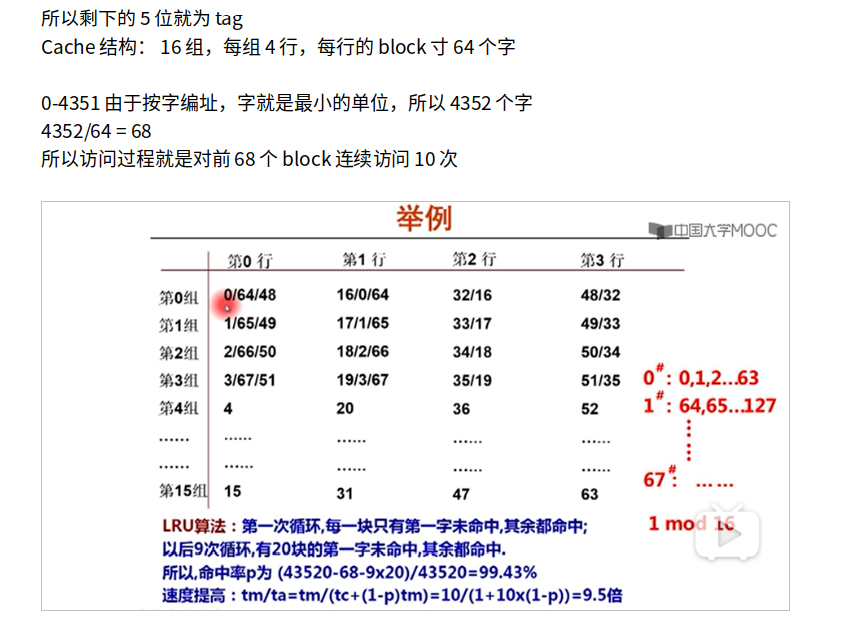 所以剩下的 5 位就为 tag
Cache 结构： 16 组，每组 4 行，每行的 block 寸 64 个字
0-4351 由于按字编址，字就是最小的单位，所以 4352 个字
4352/64 = 68
所以访问过程就是对前 68 个 block 连续访问 10 次
举例
中国大学MOOC
第0 行 第1 行 第2 行 第3 行
第0组 0/64/48 16/0/64 32/16 48/32
第1组 1/65/49 17/1/65 33/17 49/33
第2组 2/66/50 18/2/66 34/18 50/34
第3组 3/67/51 19/3/67 35/19 51/35
0#: 0,1,2…63
第4组 4 20 36 52
1#: 64,65…127
…… …… …… …… ……
…… …… …… …… ……
67#: … …
第15组 15 31 47 63
LRU算法：第一次循环,每一块只有第一字未命中,其余都命中;
1 mod 16
以后9次循环,有20块的第一字未命中,其余都命中.
所以,命中率p为 (43520-68-9x20)/43520=99.43%
速度提高：tm/ta=tm/(tc+(1-p)tm)=10/(1+10x(1-p))=9.5倍